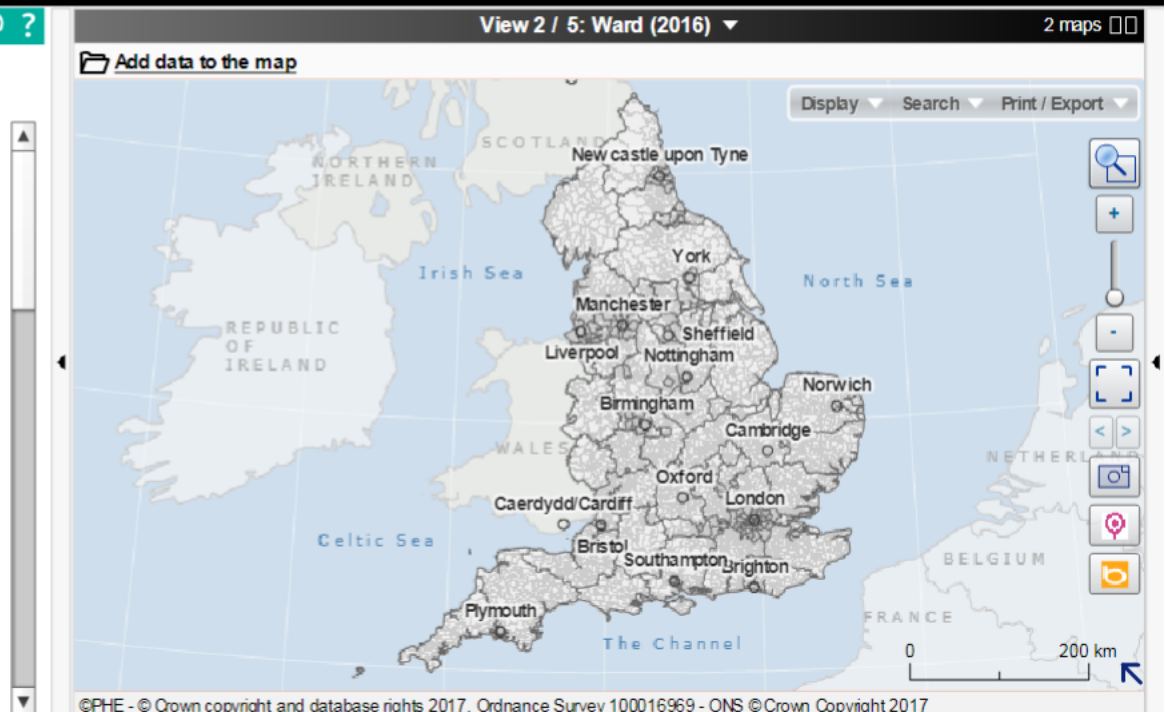 ?
View 2 / 5: Ward (2016)
2 maps
Add data to the map
Display Search Print / Export
SCOTLAND
Newcastle upon Tyne
NORTHERN
IRELAND
York
Irish Sea
North Sea
Manchester
REPUBLIC
OF
IRELAND
Sheffield
Liverpool Nottingham
Norwich
Birmingham
Cambridge
WALES
NETHERLAND
Oxford
London
Caerdydd/Cardiff
Celtic Sea
Bristol
Southampton Brighton
BELGIUM
Plymouth
FRANCE
The Channel
0 200 km
+
-
< >
b
©PHE - © Crown copyright and database rights 2017, Ordnance Survey 100016969 - ONS © Crown Copyright 2017